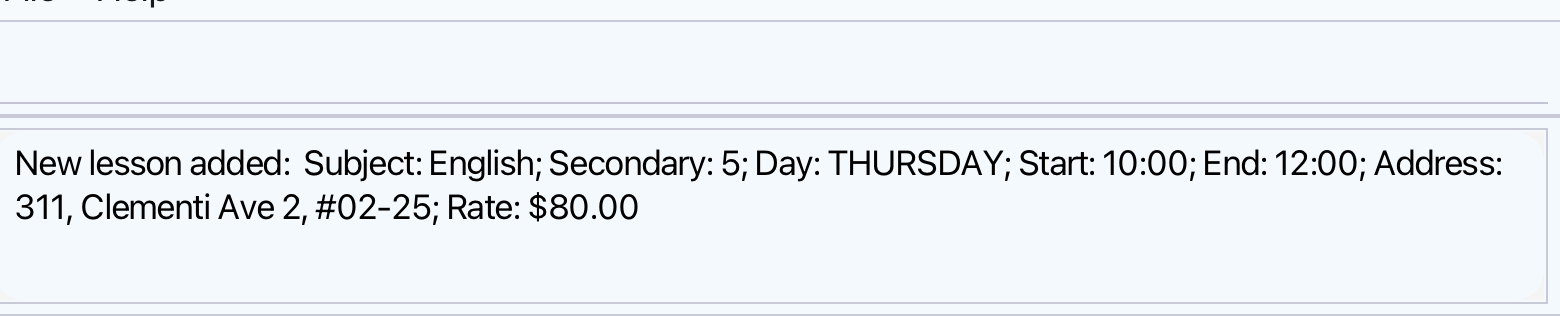 File Help
New lesson added:  Subject: English; Secondary: 5; Day: THURSDAY; Start: 10:00; End: 12:00; Address:
311, Clementi Ave 2, #02-25; Rate: $80.00